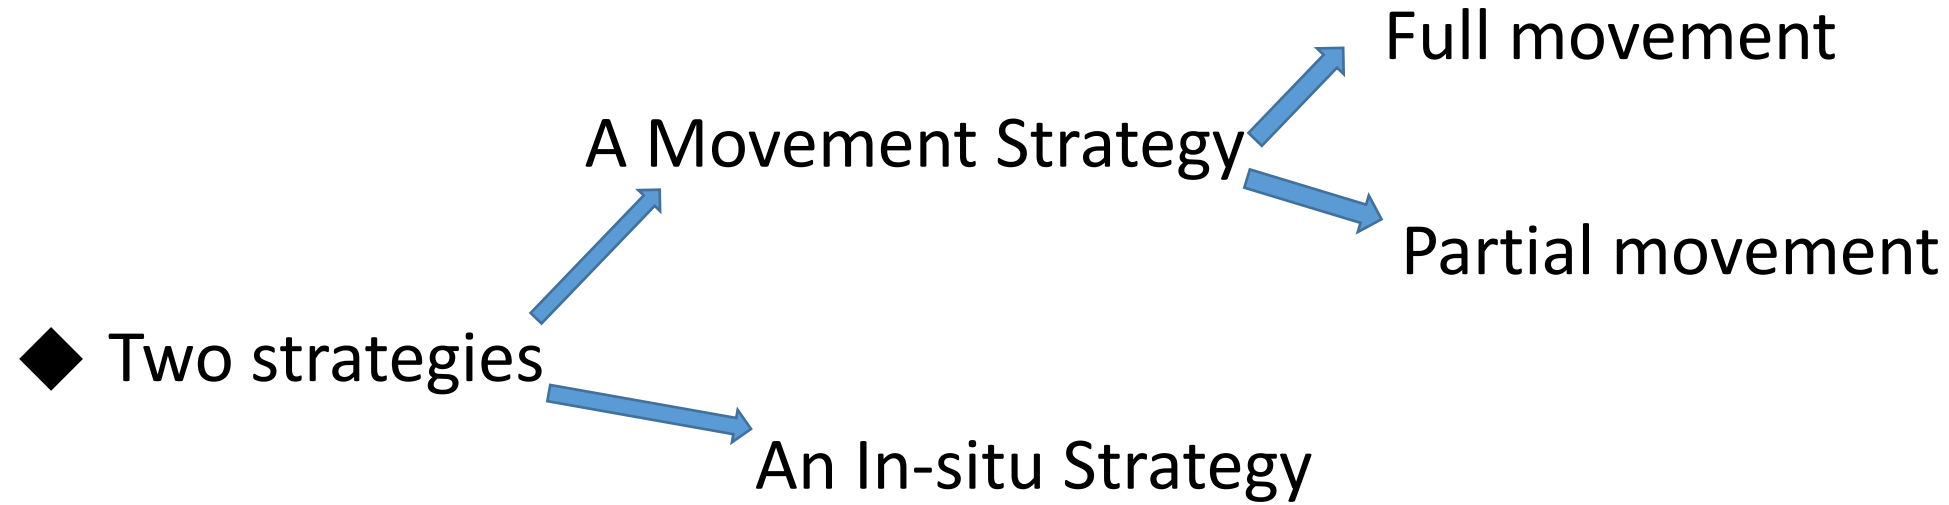 Full movement
A Movement Strategy
Partial movement
Two strategies
An In-situ Strategy